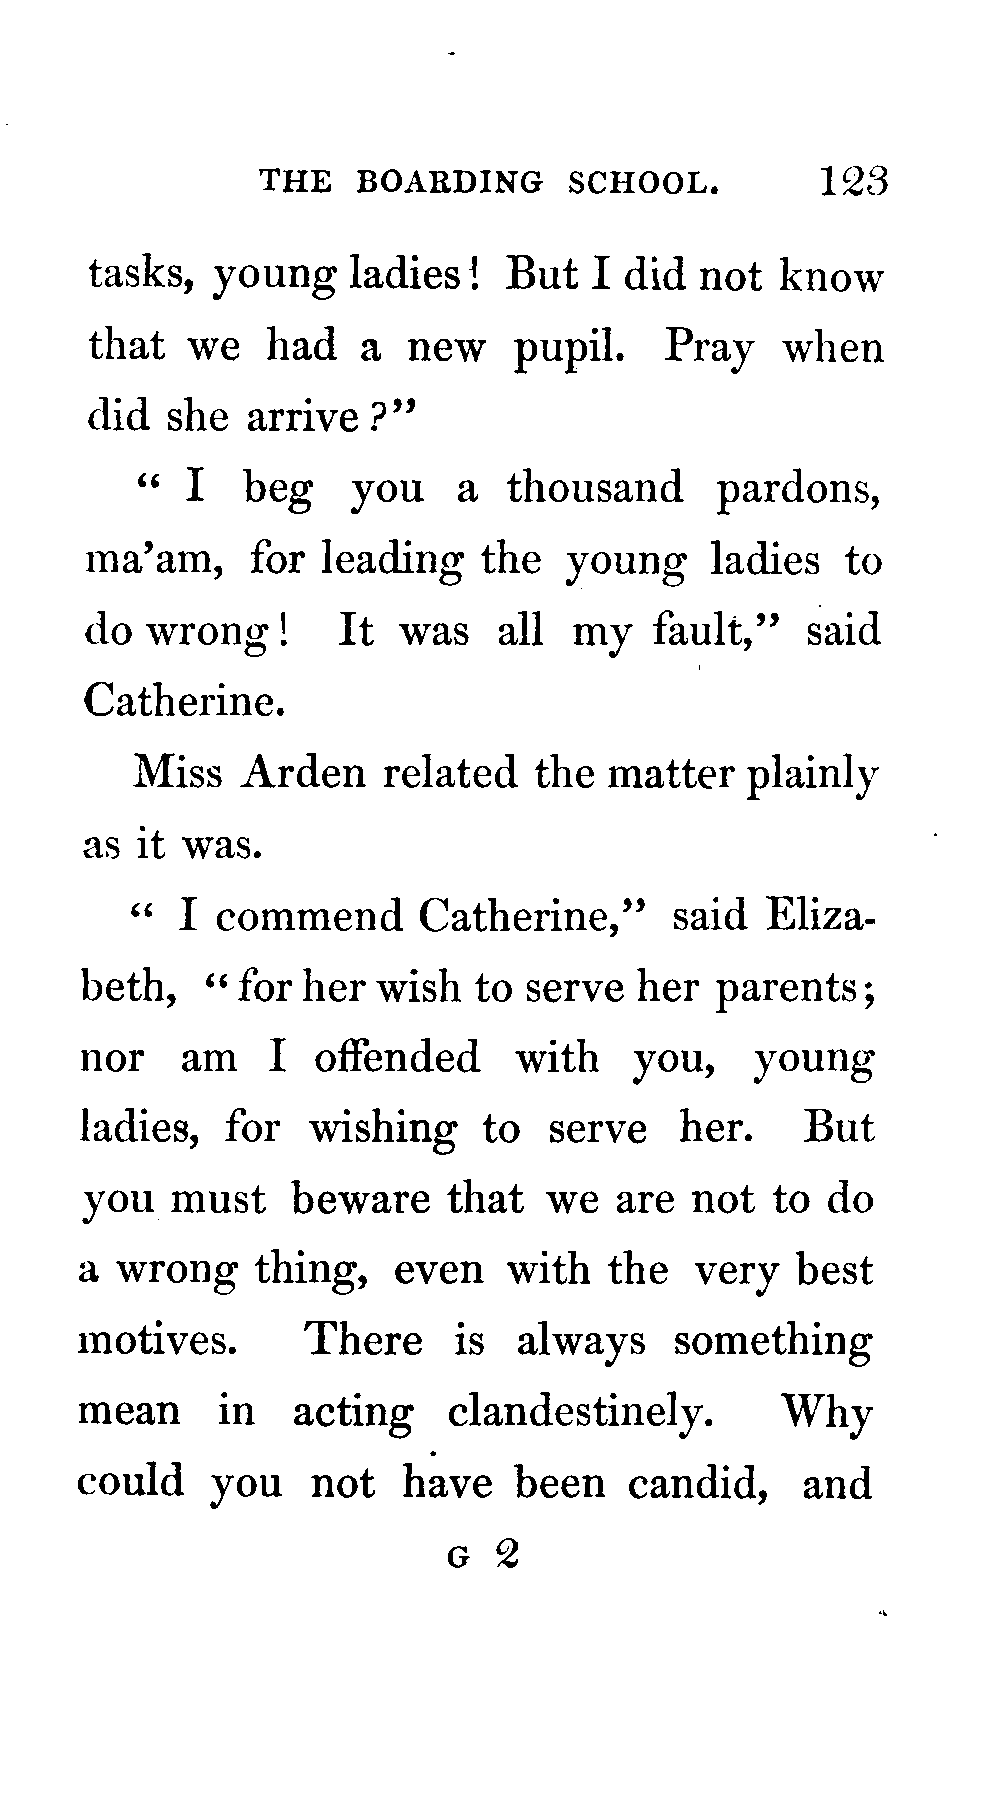 THE BOARDING SCHOOL. 123
tasks, young ladies! But I did not know
that we had a new pupil. Pray when
did she arrive?”
“ I beg you a thousand pardons,
ma’am, for leading the young ladies to
do wrong! It was all my fault,” said
Catherine.
Miss Arden related the matter plainly
as it was.
“ I commend Catherine,” said Eliza-
beth, “ for her wish to serve her parents;
nor am I offended with you, young
ladies, for wishing to serve her. But
you must beware that we are not to do
a wrong thing, even with the very best
motives. There is always something
mean in acting clandestinely. Why
could you not have been candid, and
G 2